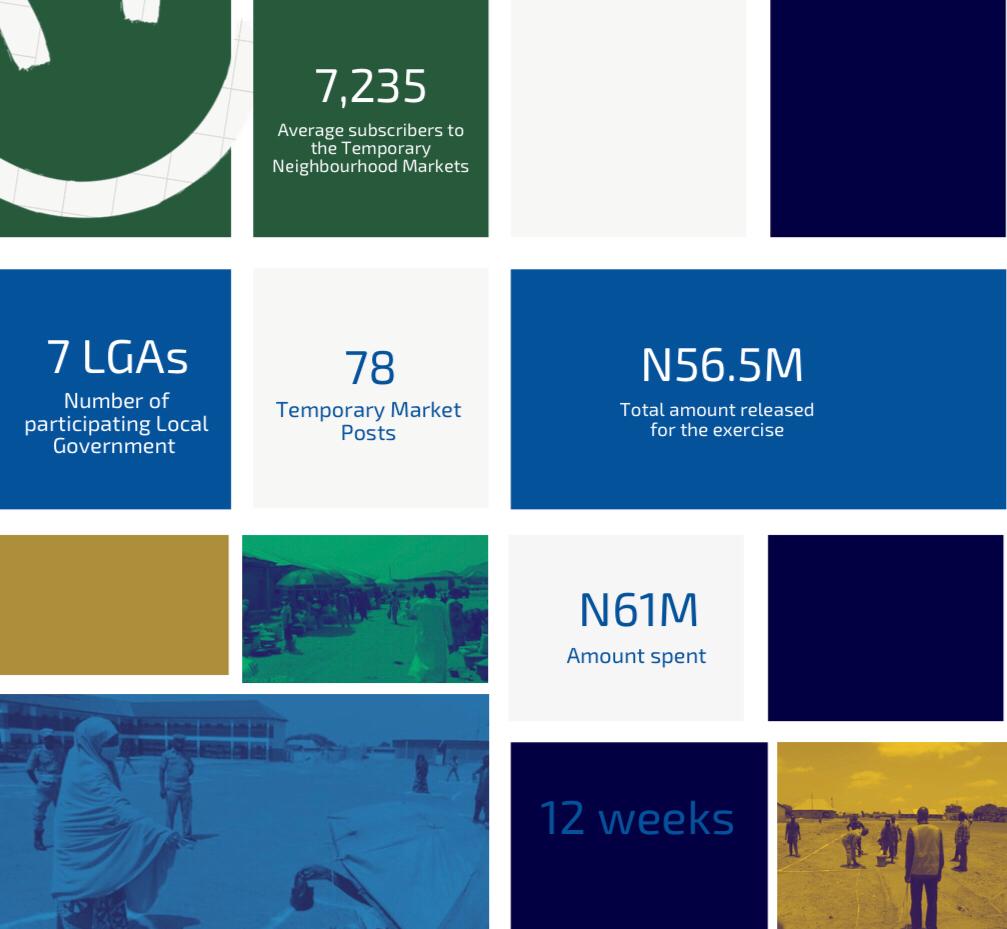 7,235
Average subscribers to
the Temporary
Neighbourhood Markets
7 LGAs
Number of
participating Local
Government
78
Temporary Market
Posts
N56.5M
Total amount released
for the exercise
N61M
Amount spent
12 weeks